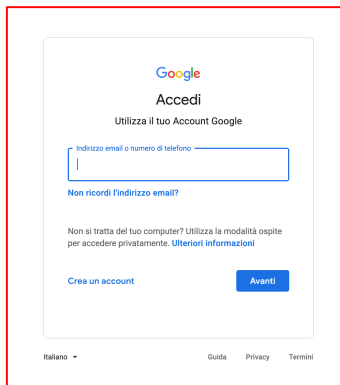 Google
Accedi
Utilizza il tuo Account Google
Indirizzo email o numero di telefono
Non ricordi l'indirizzo email?
Non si tratta del tuo computer? Utilizza la modalità ospite
per accedere privatamente. Ulteriori informazioni
Crea un account Avanti
Italiano Guida Privacy Termini